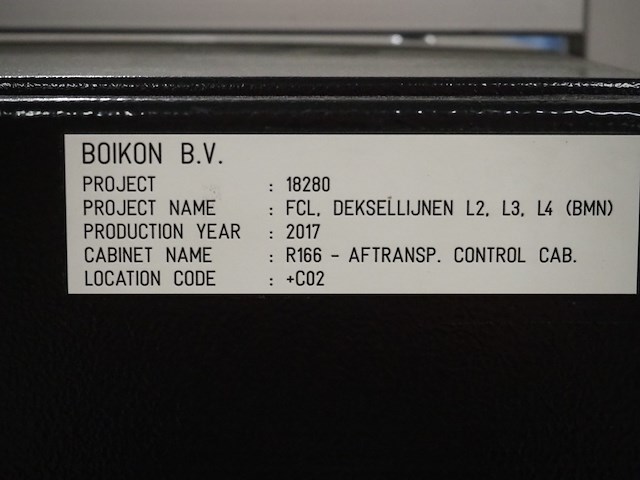 BOIKON B.V.
PROJECT : 18280
PROJECT NAME : FCL, DEKSELLIJNEN L2, L3, L4 (BMN)
PRODUCTION YEAR : 2017
CABINET NAME : R166 - AFTRANSP. CONTROL CAB.
LOCATION CODE : +C02